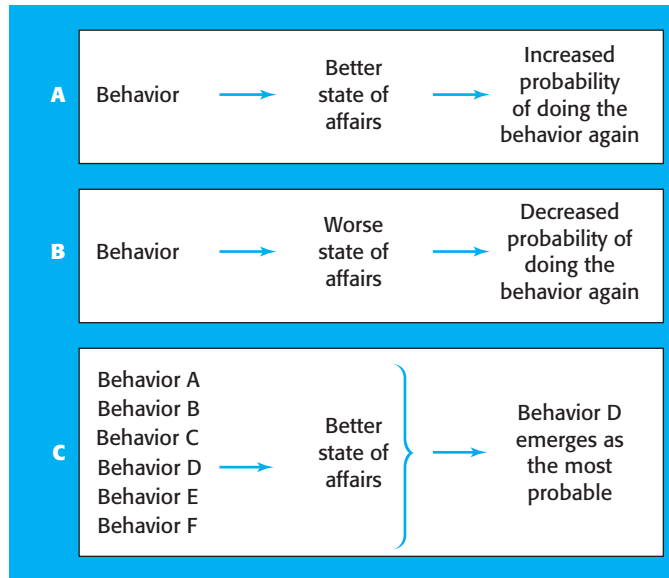 A
Behavior
Better
state of
affairs
Increased
probability
of doing the
behavior again
B
Behavior
Worse
state of
affairs
Decreased
probability of
doing the
behavior again
C
Behavior A
Behavior B
Behavior C
Behavior D
Behavior E
Behavior F
Better
state of
affairs
Behavior D
emerges as
the most
probable